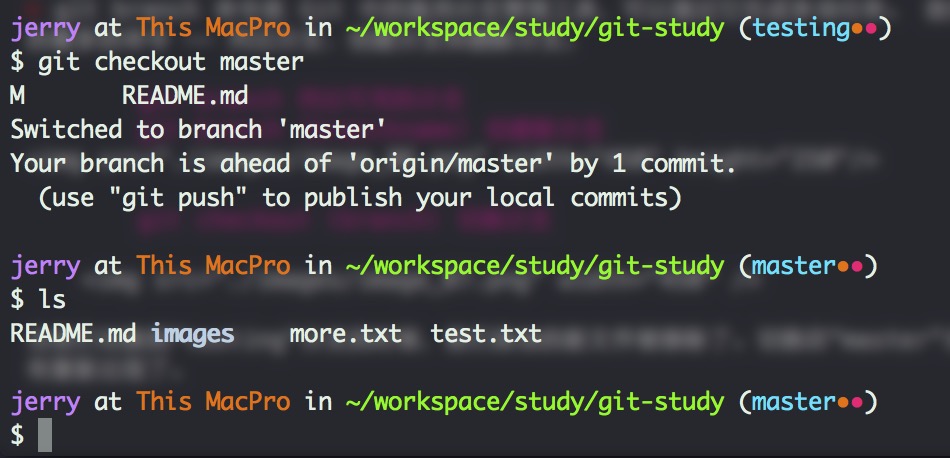 jerry at This MacPro in ~/workspace/study/git-study (testing●●)
$ git checkout master
M       README.md
Switched to branch 'master'
Your branch is ahead of 'origin/master' by 1 commit.
  (use "git push" to publish your local commits)
jerry at This MacPro in ~/workspace/study/git-study (master●●)
$ ls
README.md images    more.txt  test.txt
jerry at This MacPro in ~/workspace/study/git-study (master●●)
$